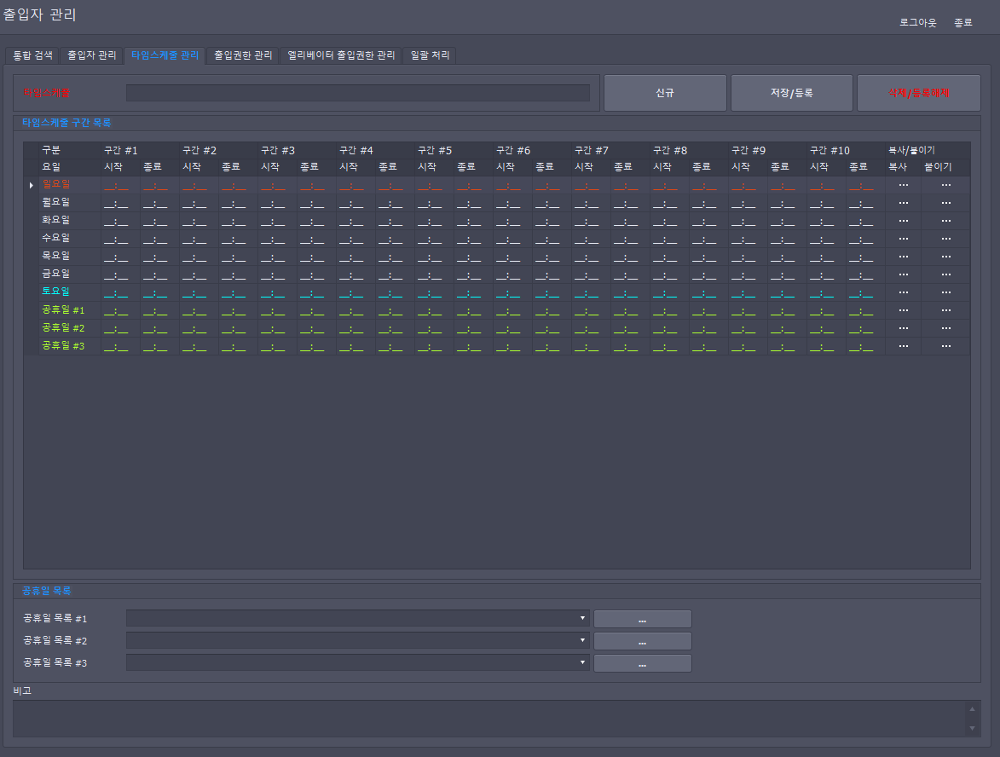 출입자 관리
로그아웃 종료
통합 검색 출입자 관리 타임스케줄 관리 출입권한 관리 엘리베이터 출입권한 관리 일괄 처리
타임스케줄 신규 저장/등록 삭제/등록해제
타임스케줄 구간 목록
구분 구간 #1 구간 #2 구간 #3 구간 #4 구간 #5 구간 #6 구간 #7 구간 #8 구간 #9 구간 #10 복사/붙이기
요일 시작 종료 시작 종료 시작 종료 시작 종료 시작 종료 시작 종료 시작 종료 시작 종료 시작 종료 시작 종료 복사 붙이기
일요일 __:__ __:__ __:__ __:__ __:__ __:__ __:__ __:__ __:__ __:__ __:__ __:__ __:__ __:__ __:__ __:__ __:__ __:__ __:__ __:__ ... ...
월요일 __:__ __:__ __:__ __:__ __:__ __:__ __:__ __:__ __:__ __:__ __:__ __:__ __:__ __:__ __:__ __:__ __:__ __:__ __:__ __:__ ... ...
화요일 __:__ __:__ __:__ __:__ __:__ __:__ __:__ __:__ __:__ __:__ __:__ __:__ __:__ __:__ __:__ __:__ __:__ __:__ __:__ __:__ ... ...
수요일 __:__ __:__ __:__ __:__ __:__ __:__ __:__ __:__ __:__ __:__ __:__ __:__ __:__ __:__ __:__ __:__ __:__ __:__ __:__ __:__ ... ...
목요일 __:__ __:__ __:__ __:__ __:__ __:__ __:__ __:__ __:__ __:__ __:__ __:__ __:__ __:__ __:__ __:__ __:__ __:__ __:__ __:__ ... ...
금요일 __:__ __:__ __:__ __:__ __:__ __:__ __:__ __:__ __:__ __:__ __:__ __:__ __:__ __:__ __:__ __:__ __:__ __:__ __:__ __:__ ... ...
토요일 __:__ __:__ __:__ __:__ __:__ __:__ __:__ __:__ __:__ __:__ __:__ __:__ __:__ __:__ __:__ __:__ __:__ __:__ __:__ __:__ ... ...
공휴일 #1 __:__ __:__ __:__ __:__ __:__ __:__ __:__ __:__ __:__ __:__ __:__ __:__ __:__ __:__ __:__ __:__ __:__ __:__ __:__ __:__ ... ...
공휴일 #2 __:__ __:__ __:__ __:__ __:__ __:__ __:__ __:__ __:__ __:__ __:__ __:__ __:__ __:__ __:__ __:__ __:__ __:__ __:__ __:__ ... ...
공휴일 #3 __:__ __:__ __:__ __:__ __:__ __:__ __:__ __:__ __:__ __:__ __:__ __:__ __:__ __:__ __:__ __:__ __:__ __:__ __:__ __:__ ... ...
공휴일 목록
공휴일 목록 #1 ...
공휴일 목록 #2 ...
공휴일 목록 #3 ...
비고